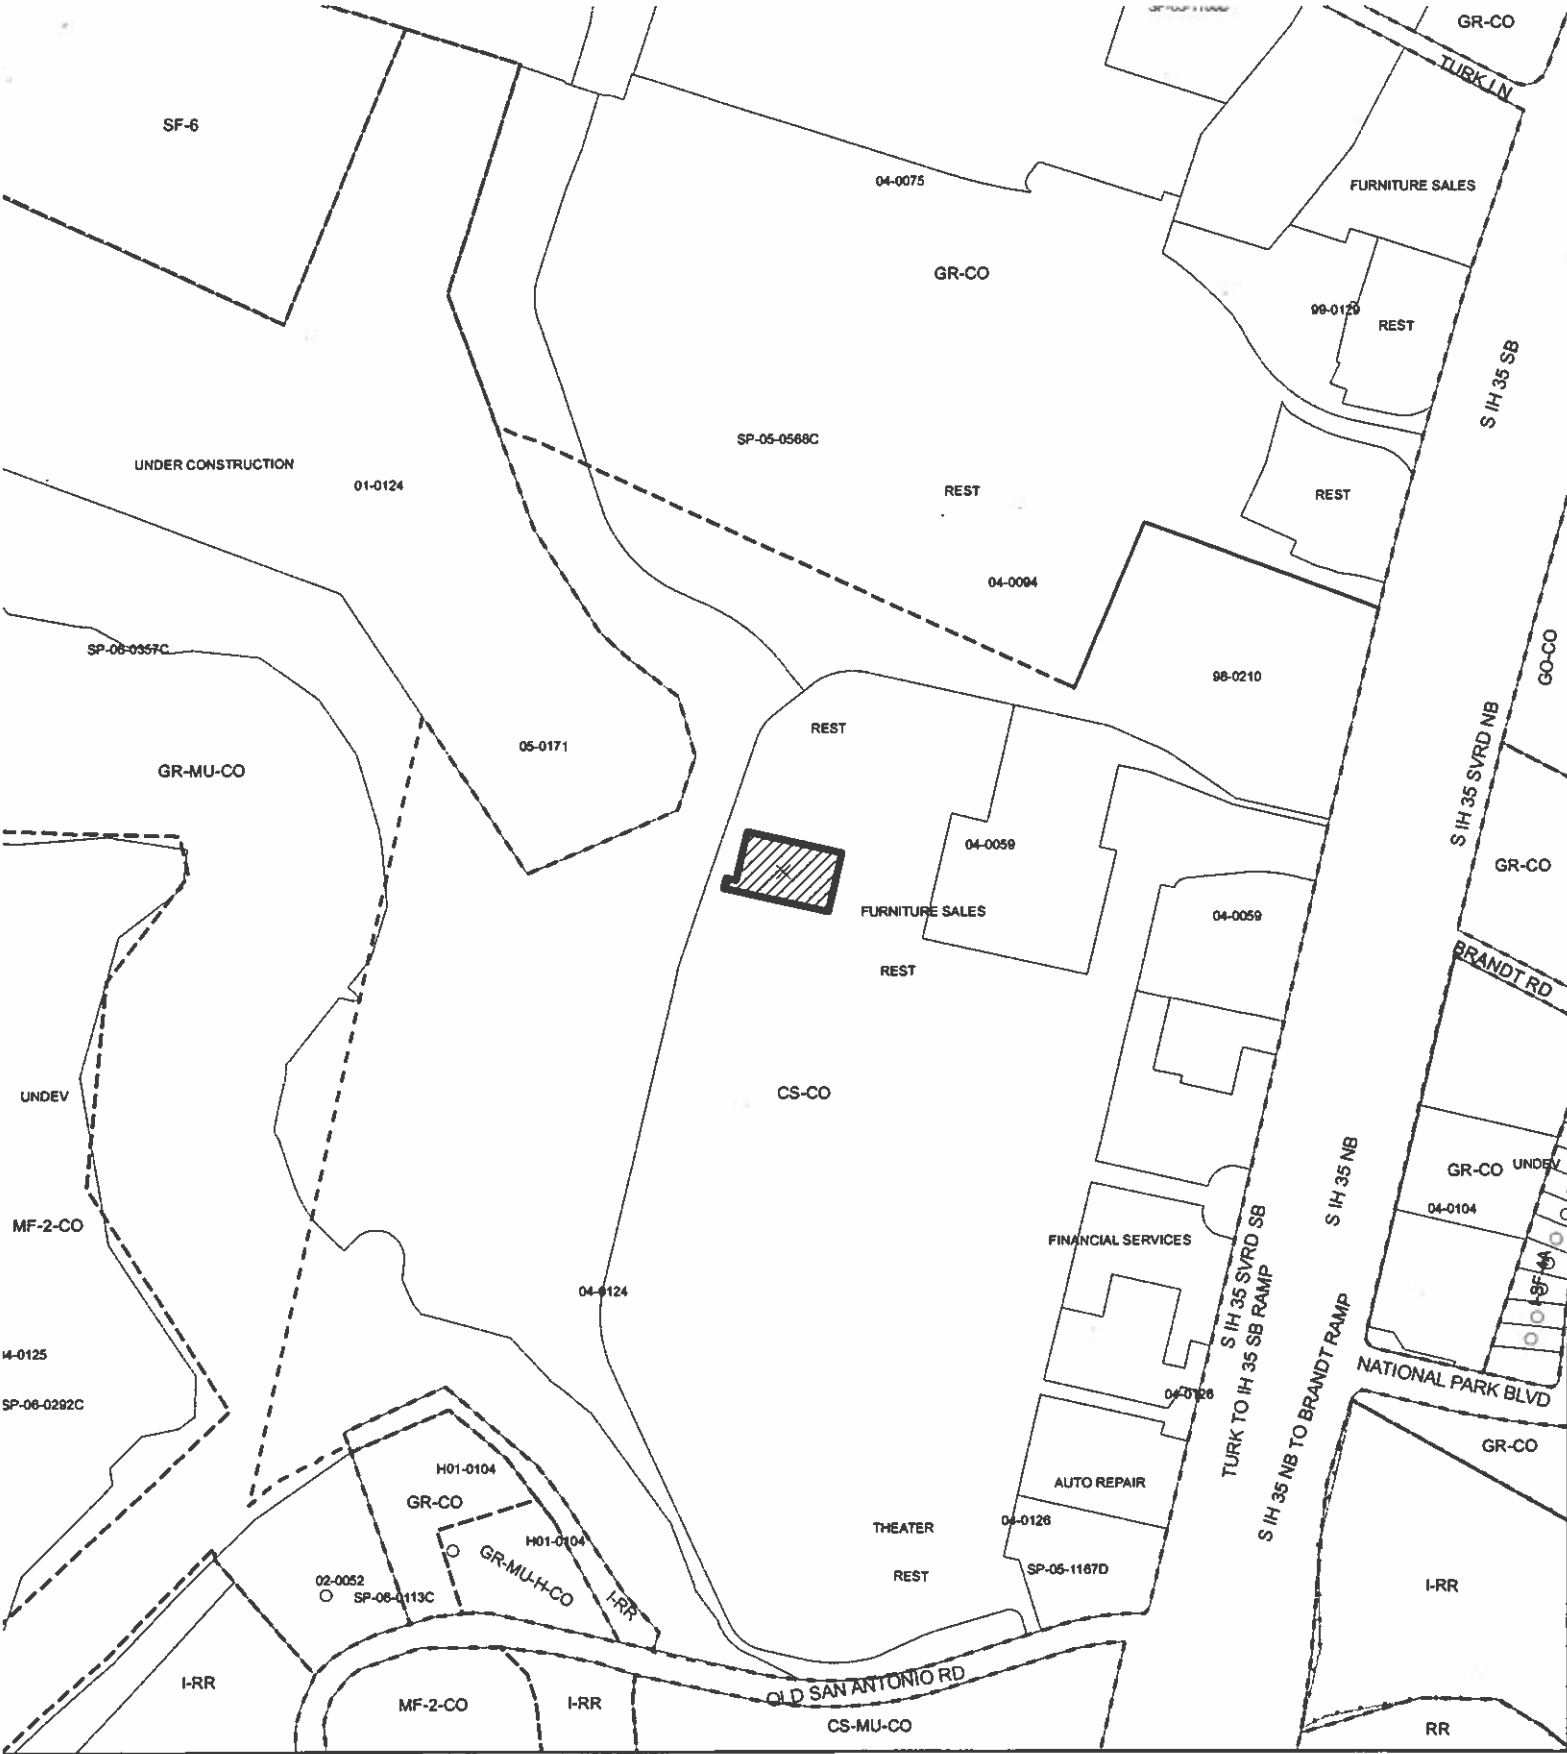 GR-CO
TURK LN
SF-6
04-0075
FURNITURE SALES
GR-CO
99-0129
REST
S IH 35 SB
SP-05-0568C
UNDER CONSTRUCTION
01-0124
REST
REST
04-0094
SP-06-0357C
GO-CO
98-0210
REST
05-0171
GR-MU-CO
S IH 35 SVRD NB
04-0059
GR-CO
FURNITURE SALES
04-0059
REST
BRANDT RD
UNDEV
CS-CO
S IH 35 NB
GR-CO
UNDEV
04-0104
MF-2-CO
FINANCIAL SERVICES
S IH 35 SVRD SB
TURK TO IH 35 SB RAMP
I-SF-4A
04-0124
S IH 35 NB TO BRANDT RAMP
4-0125
NATIONAL PARK BLVD
04-0126
SP-06-0292C
GR-CO
H01-0104
AUTO REPAIR
GR-CO
THEATER
04-0126
H01-0104
GR-MU-H-CO
SP-05-1167D
REST
02-0052
SP-06-0113C
I-RR
I-RR
I-RR
OLD SAN ANTONIO RD
MF-2-CO
I-RR
CS-MU-CO
RR